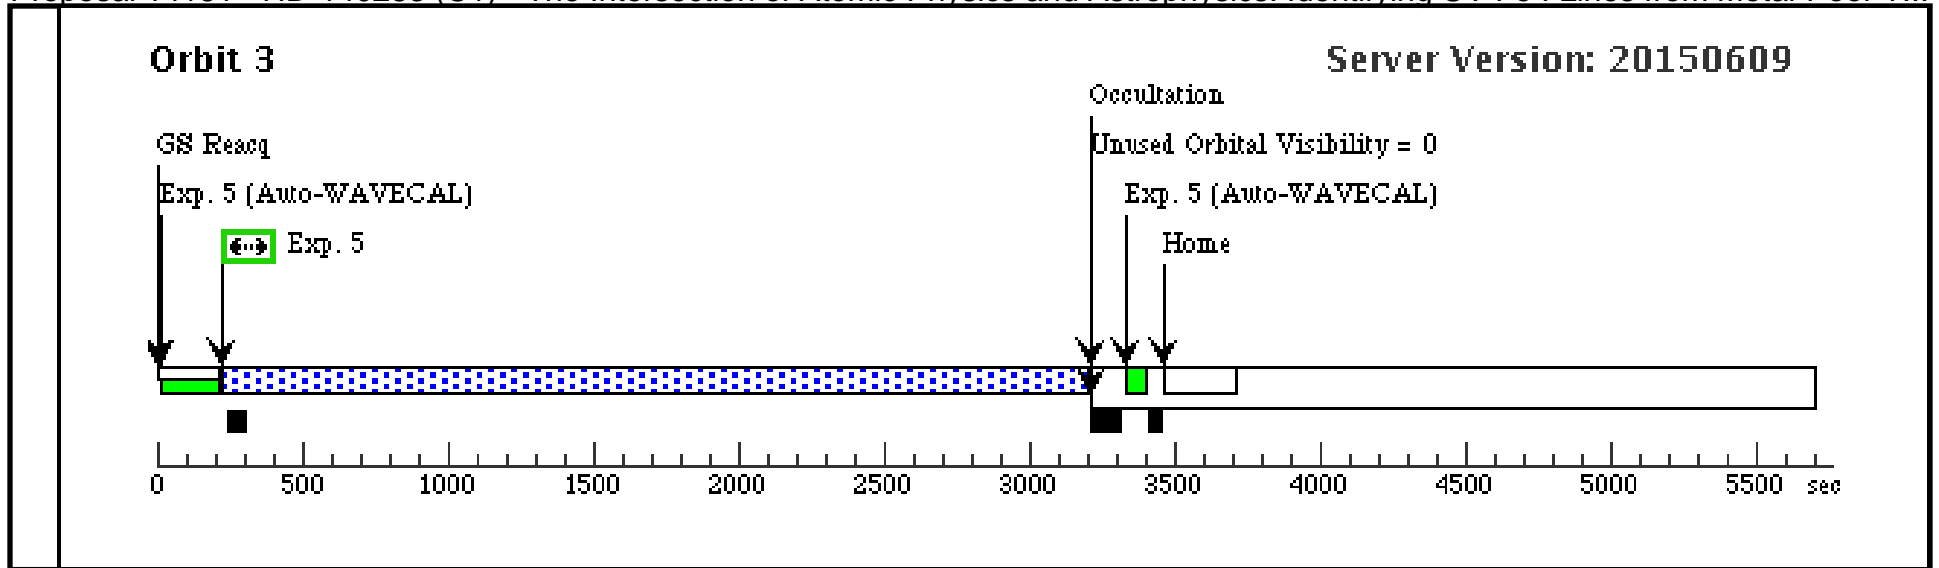 Orbit 3
Server Version: 20150609
Occultation
GS Reacq
Unused Orbital Visibility = 0
Exp. 5 (Auto-WAVECAL)
Exp. 5 (Auto-WAVECAL)
Exp. 5
Home
0 500 1000 1500 2000 2500 3000 3500 4000 4500 5000 5500 sec